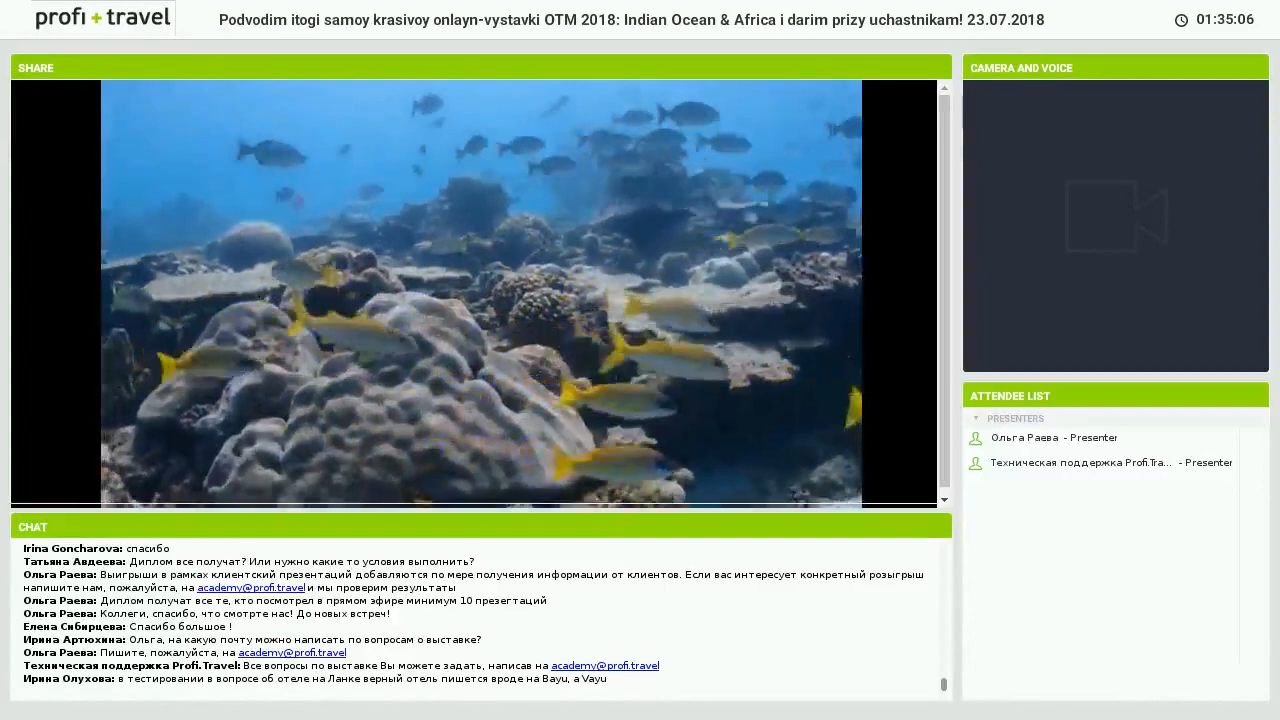 profi + travel
Podvodim itogi samoy krasivoy onlayn-vystavki OTM 2018: Indian Ocean & Africa i darim prizy uchastnikam! 23.07.2018
01:35:06
SHARE
CAMERA AND VOICE
ATTENDEE LIST
PRESENTERS
Ольга Раева - Presenter
Техническая поддержка Profi.Tra... - Presenter
CHAT
Irina Goncharova: спасибо
Татьяна Авдеева: Диплом все получат? Или нужно какие то условия выполнить?
Ольга Раева: Выигрыши в рамках клиентский презентаций добавляются по мере получения информации от клиентов. Если вас интересует конкретный розыгрыш
напишите нам, пожалуйста, на academy@profi.travel и мы проверим результаты
Ольга Раева: Диплом получат все те, кто посмотрел в прямом эфире минимум 10 презегтаций
Ольга Раева: Коллеги, спасибо, что смотрте нас! До новых встреч!
Елена Сибирцева: Спасибо большое !
Ирина Артюхина: Ольга, на какую почту можно написать по вопросам о выставке?
Ольга Раева: Пишите, пожалуйста, на academy@profi.travel
Техническая поддержка Profi.Travel: Все вопросы по выставке Вы можете задать, написав на academy@profi.travel
Ирина Олухова: в тестировании в вопросе об отеле на Ланке верный отель пишется вроде на Bayu, а Vayu